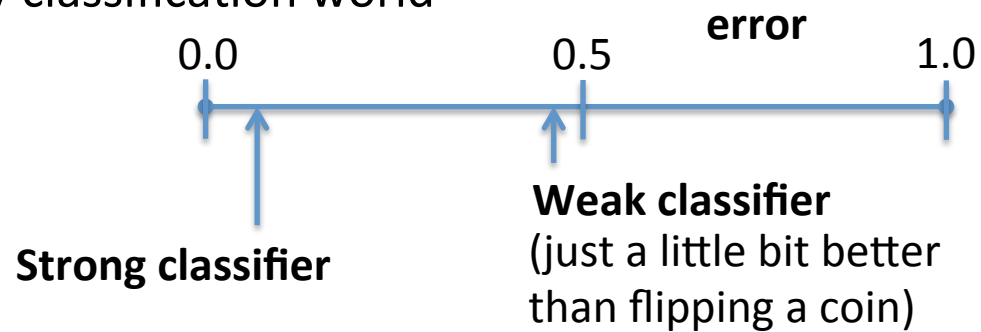 classification world
error
0.0 0.5 1.0
Weak classifier
(just a little bit better
than flipping a coin)
Strong classifier